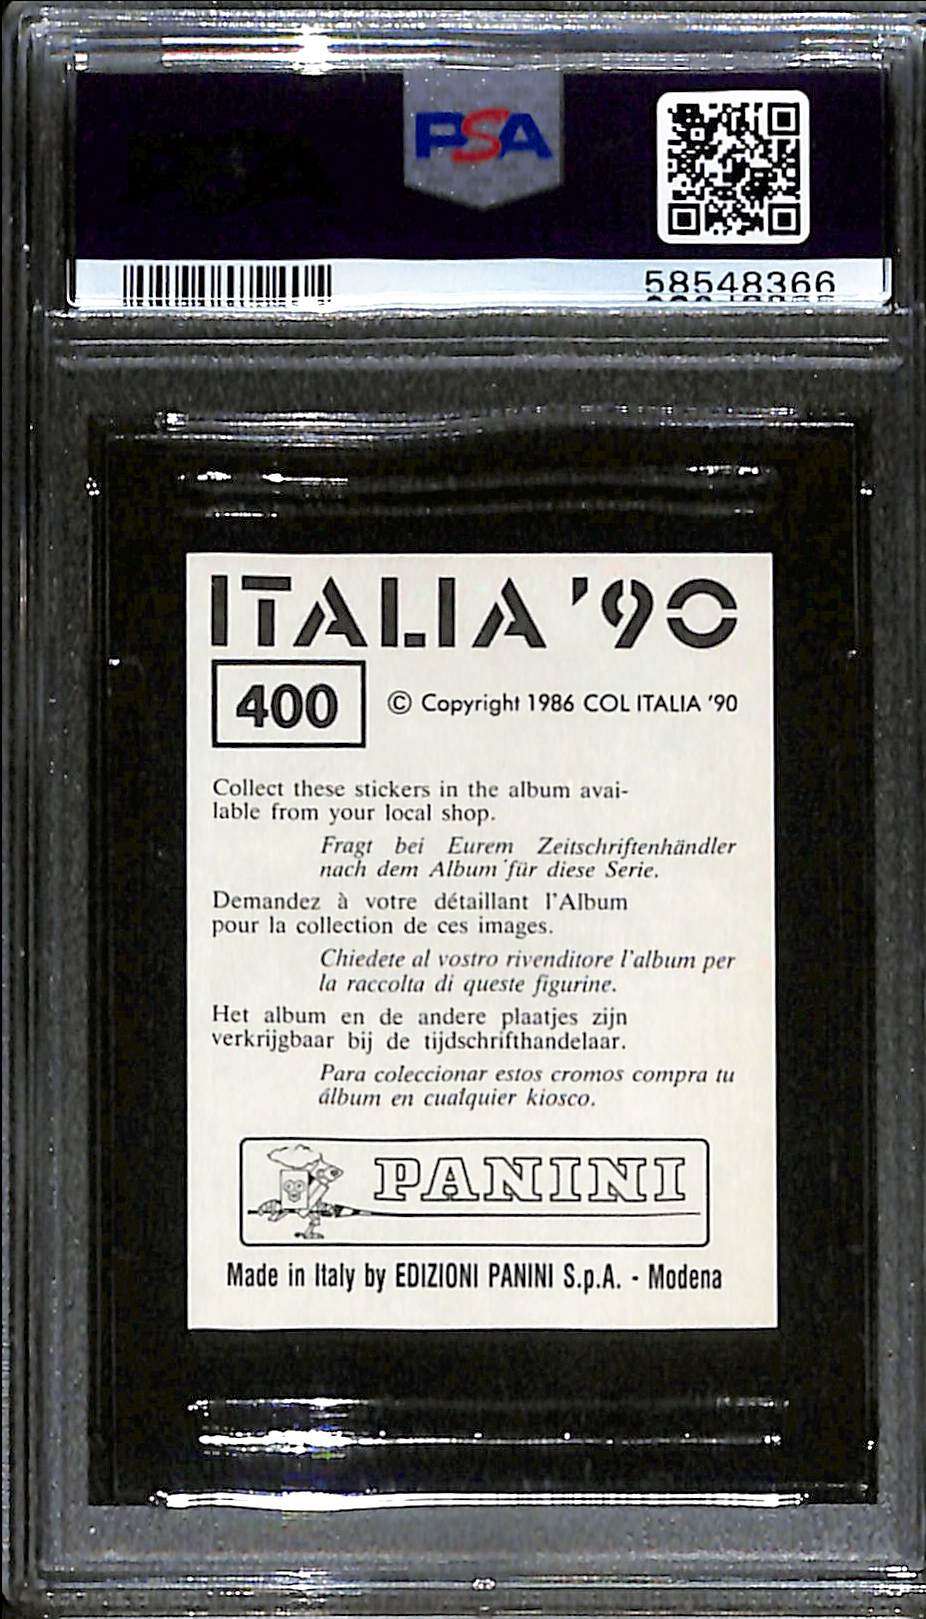 PSA
58548366
ITALIA '90
400
© Copyright 1986 COL ITALIA '90
Collect these stickers in the album avai-
lable from your local shop.
Fragt bei Eurem Zeitschriftenhändler
nach dem Album für diese Serie.
Demandez à votre détaillant l'Album
pour la collection de ces images.
Chiedete al vostro rivenditore l'album per
la raccolta di queste figurine.
Het album en de andere plaatjes zijn
verkrijgbaar bij de tijdschrifthandelaar.
Para coleccionar estos cromos compra tu
álbum en cualquier kiosco.
PANINI
Made in Italy by EDIZIONI PANINI S.p.A. - Modena